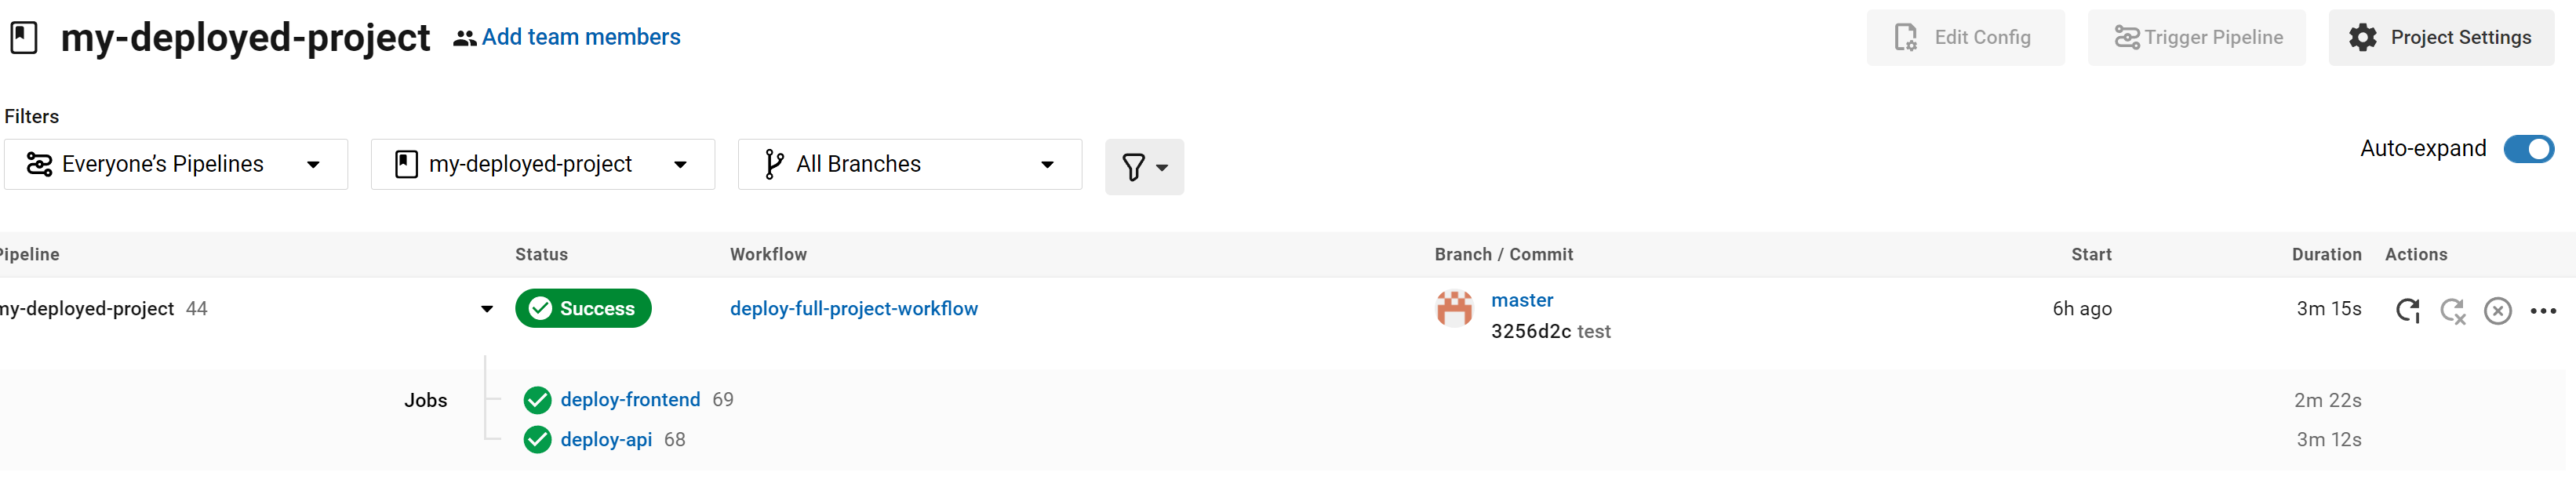 my-deployed-project Add team members Edit Config Trigger Pipeline Project Settings
Filters
Everyone’s Pipelines my-deployed-project All Branches Auto-expand
Pipeline Status Workflow Branch / Commit Start Duration Actions
my-deployed-project 44 Success deploy-full-project-workflow master 6h ago 3m 15s
3256d2c test
Jobs deploy-frontend 69 2m 22s
deploy-api 68 3m 12s